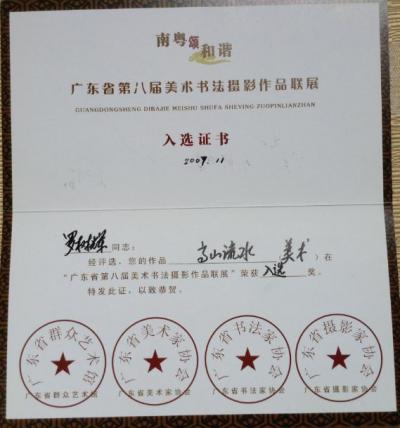 南粤颂
和谐
广东省第八届美术书法摄影作品联展
GUANGDONGSHENG DIBAJIE MEISHU SHUFA SHEYING ZUOPINLIANZHAN
入选证书
2009.11
罗 同志:
经评选,您的作品 高山流水 美术 )在
“广东省第八届美术书法摄影作品联展”荣获 入选 奖。
特发此证,以致恭贺。
广东省群众艺术馆 广东省美术家协会 广东省书法家协会 广东省摄影家协会
广东省群众艺术馆 广东省美术家协会 广东省书法家协会 广东省摄影家协会